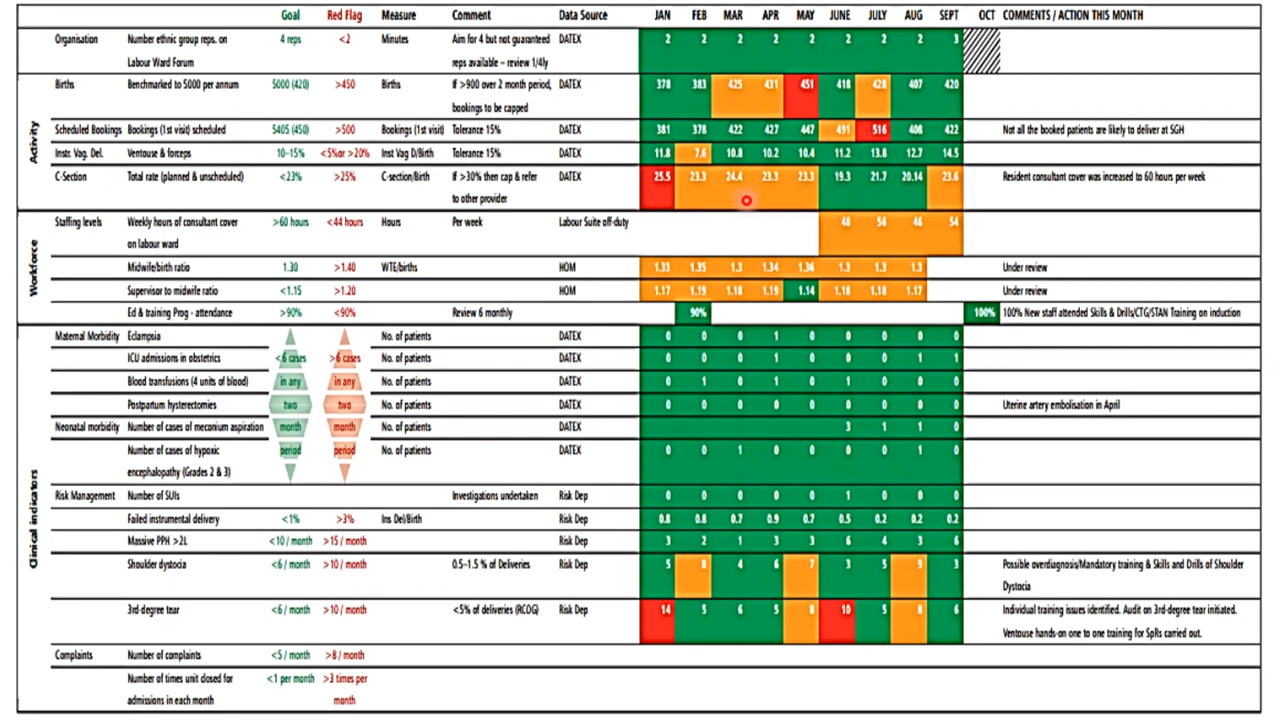 Goal Red Flag Measure Comment Data Source JAN FEB MAR APR MAY JUNE JULY AUG SEPT OCT COMMENTS / ACTION THIS MONTH
Organisation Number ethnic group reps. on 4 reps <2 Minutes Aim for 4 but not guaranteed DATEX 2 2 2 2 2 2 2 2 3
Labour Ward Forum reps available – review 1/4ly
Activity
Births Benchmarked to 5000 per annum 5000 (420) >450 Births If >900 over 2 month period, DATEX 378 383 425 431 451 418 428 407 420
bookings to be capped
Scheduled Bookings Bookings (1st visit) scheduled 5405 (450) >500 Bookings (1st visit) Tolerance 15% DATEX 381 378 422 427 447 491 516 408 422 Not all the booked patients are likely to deliver at SGH
Instr. Vag. Del. Ventouse & forceps 10–15% <5%or >20% Inst Vag D/Birth Tolerance 15% DATEX 11.8 7.6 10.8 10.2 10.4 11.2 13.8 12.7 14.5
C-Section Total rate (planned & unscheduled) <23% >25% C-section/Birth If >30% then cap & refer DATEX 25.5 23.3 24.4 23.3 23.3 19.3 21.7 20.14 23.6 Resident consultant cover was increased to 60 hours per week
to other provider
Workforce
Staffing levels Weekly hours of consultant cover >60 hours <44 hours Hours Per week Labour Suite off-duty 48 56 46 54
on labour ward
Midwife/birth ratio 1.30 >1.40 WTE/births HOM 1.33 1.35 1.3 1.34 1.36 1.3 1.3 1.3 Under review
Supervisor to midwife ratio <1.15 >1.20 HOM 1.17 1.19 1.18 1.19 1.14 1.18 1.18 1.17 Under review
Ed & training Prog - attendance >90% <90% Review 6 monthly 90% 100% 100% New staff attended Skills & Drills/CTG/STAN Training on induction
Clinical indicators
Maternal Morbidity Eclampsia No. of patients DATEX 0 0 0 1 0 0 0 0 0
ICU admissions in obstetrics <6 cases >6 cases No. of patients DATEX 0 0 0 1 0 0 0 1 1
Blood transfusions (4 units of blood) in any in any No. of patients DATEX 0 1 0 1 0 1 0 0 0
Postpartum hysterectomies two two No. of patients DATEX 0 0 0 0 0 0 0 0 0 Uterine artery embolisation in April
Neonatal morbidity Number of cases of meconium aspiration month month No. of patients DATEX 3 1 1 0
Number of cases of hypoxic period period No. of patients DATEX 0 0 1 0 0 0 0 1 0
encephalopathy (Grades 2 & 3)
Risk Management Number of SUIs Investigations undertaken Risk Dep 0 0 0 0 0 1 0 0 0
Failed instrumental delivery <1% >3% Ins Del/Birth Risk Dep 0.8 0.8 0.7 0.9 0.7 0.5 0.2 0.2 0.2
Massive PPH >2L <10 / month >15 / month Risk Dep 3 2 1 3 3 6 4 3 6
Shoulder dystocia <6 / month >10 / month 0.5–1.5 % of Deliveries Risk Dep 5 8 4 6 7 3 5 9 3 Possible overdiagnosis/Mandatory training & Skills and Drills of Shoulder
Dystocia
3rd-degree tear <6 / month >10 / month <5% of deliveries (RCOG) Risk Dep 14 5 6 5 8 10 5 8 6 Individual training issues identified. Audit on 3rd-degree tear initiated.
Ventouse hands-on one to one training for SpRs carried out.
Complaints Number of complaints <5 / month >8 / month
Number of times unit closed for <1 per month >3 times per
admissions in each month month